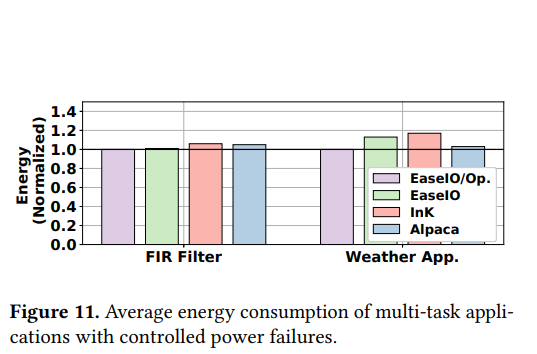 1.4
1.2
1.0
0.8
0.6
0.4
0.2
0.0
Energy
(Normalized)
EaseIO/Op.
EaseIO
InK
Alpaca
FIR Filter
Weather App.
Figure 11. Average energy consumption of multi-task appli-
cations with controlled power failures.